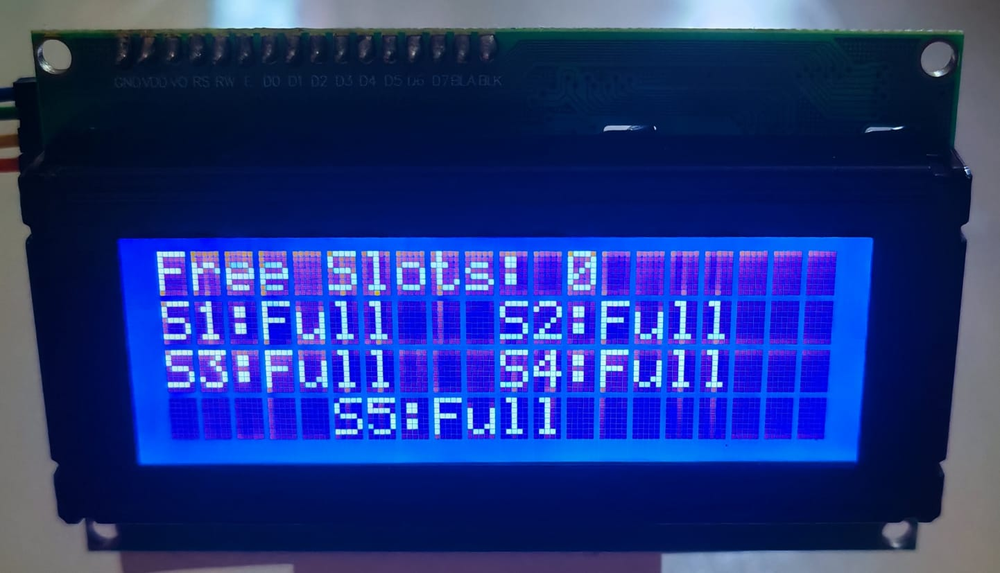 GND VDD VO RS RW E D0 D1 D2 D3 D4 D5 D6 D7 BLA BLK
Free Slots: 0
S1:Full S2:Full
S3:Full S4:Full
S5:Full